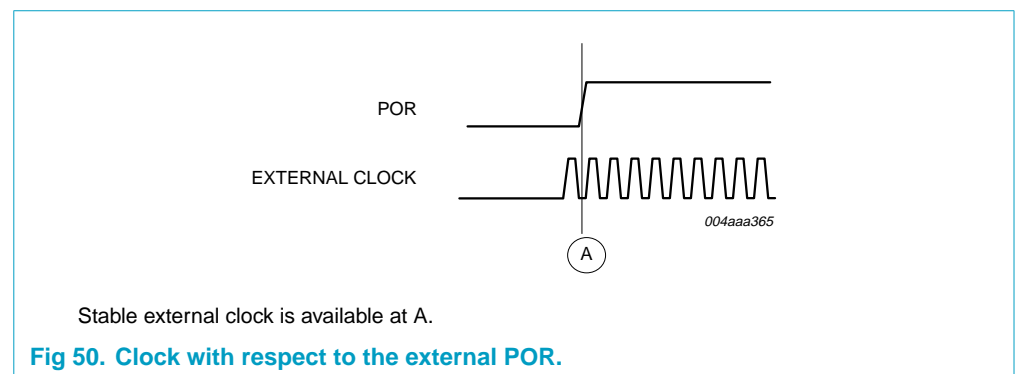 POR
EXTERNAL CLOCK
004aaa365
A
Stable external clock is available at A.
Fig 50. Clock with respect to the external POR.